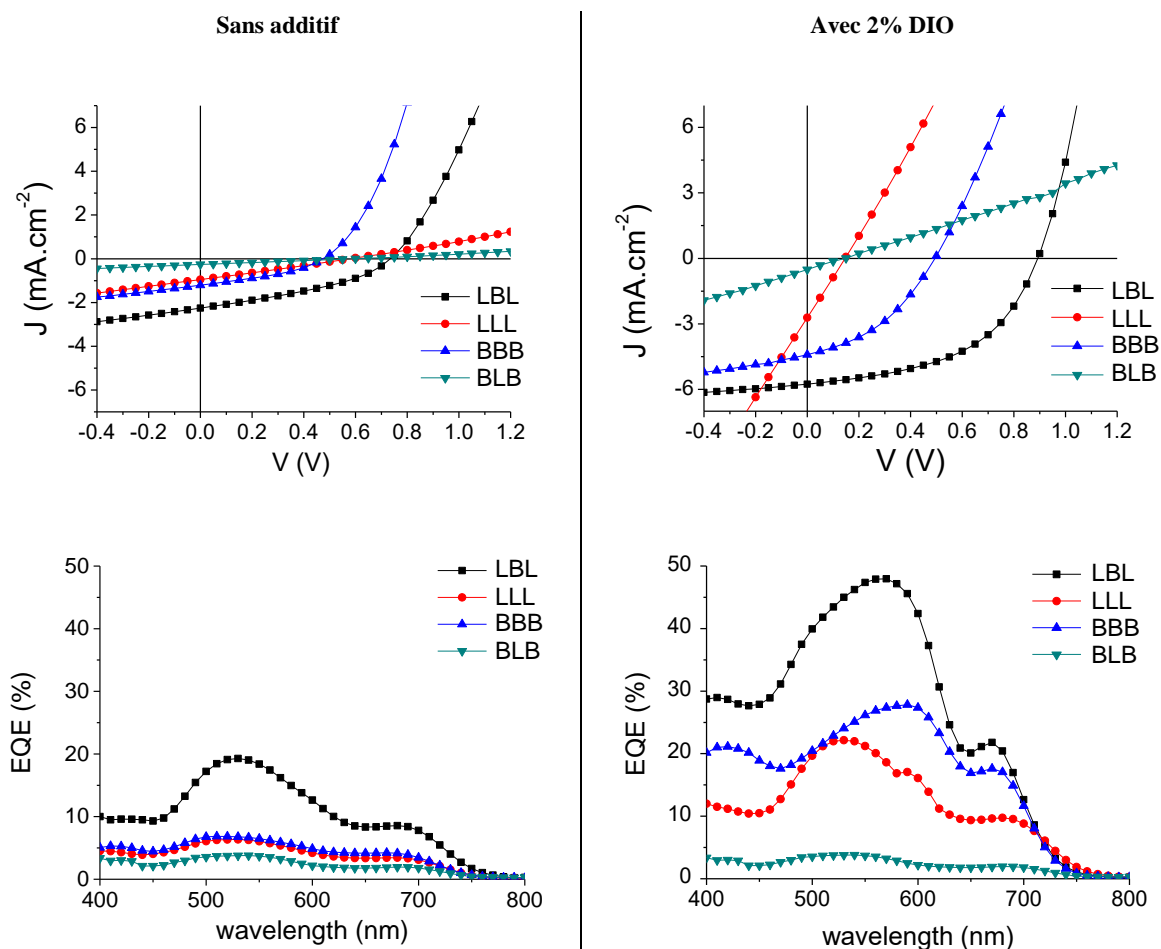 Sans additif
Avec 2% DIO
6
4
2
0
-2
-4
-6
J (mA.cm-2)
LBL
LLL
BBB
BLB
-0.4 -0.2 0.0 0.2 0.4 0.6 0.8 1.0 1.2
V (V)
6
3
0
-3
-6
J (mA.cm-2)
LBL
LLL
BBB
BLB
-0.4 -0.2 0.0 0.2 0.4 0.6 0.8 1.0 1.2
V (V)
50
40
30
20
10
0
EQE (%)
LBL
LLL
BBB
BLB
400 500 600 700 800
wavelength (nm)
50
40
30
20
10
0
EQE (%)
LBL
LLL
BBB
BLB
400 500 600 700 800
wavelength (nm)